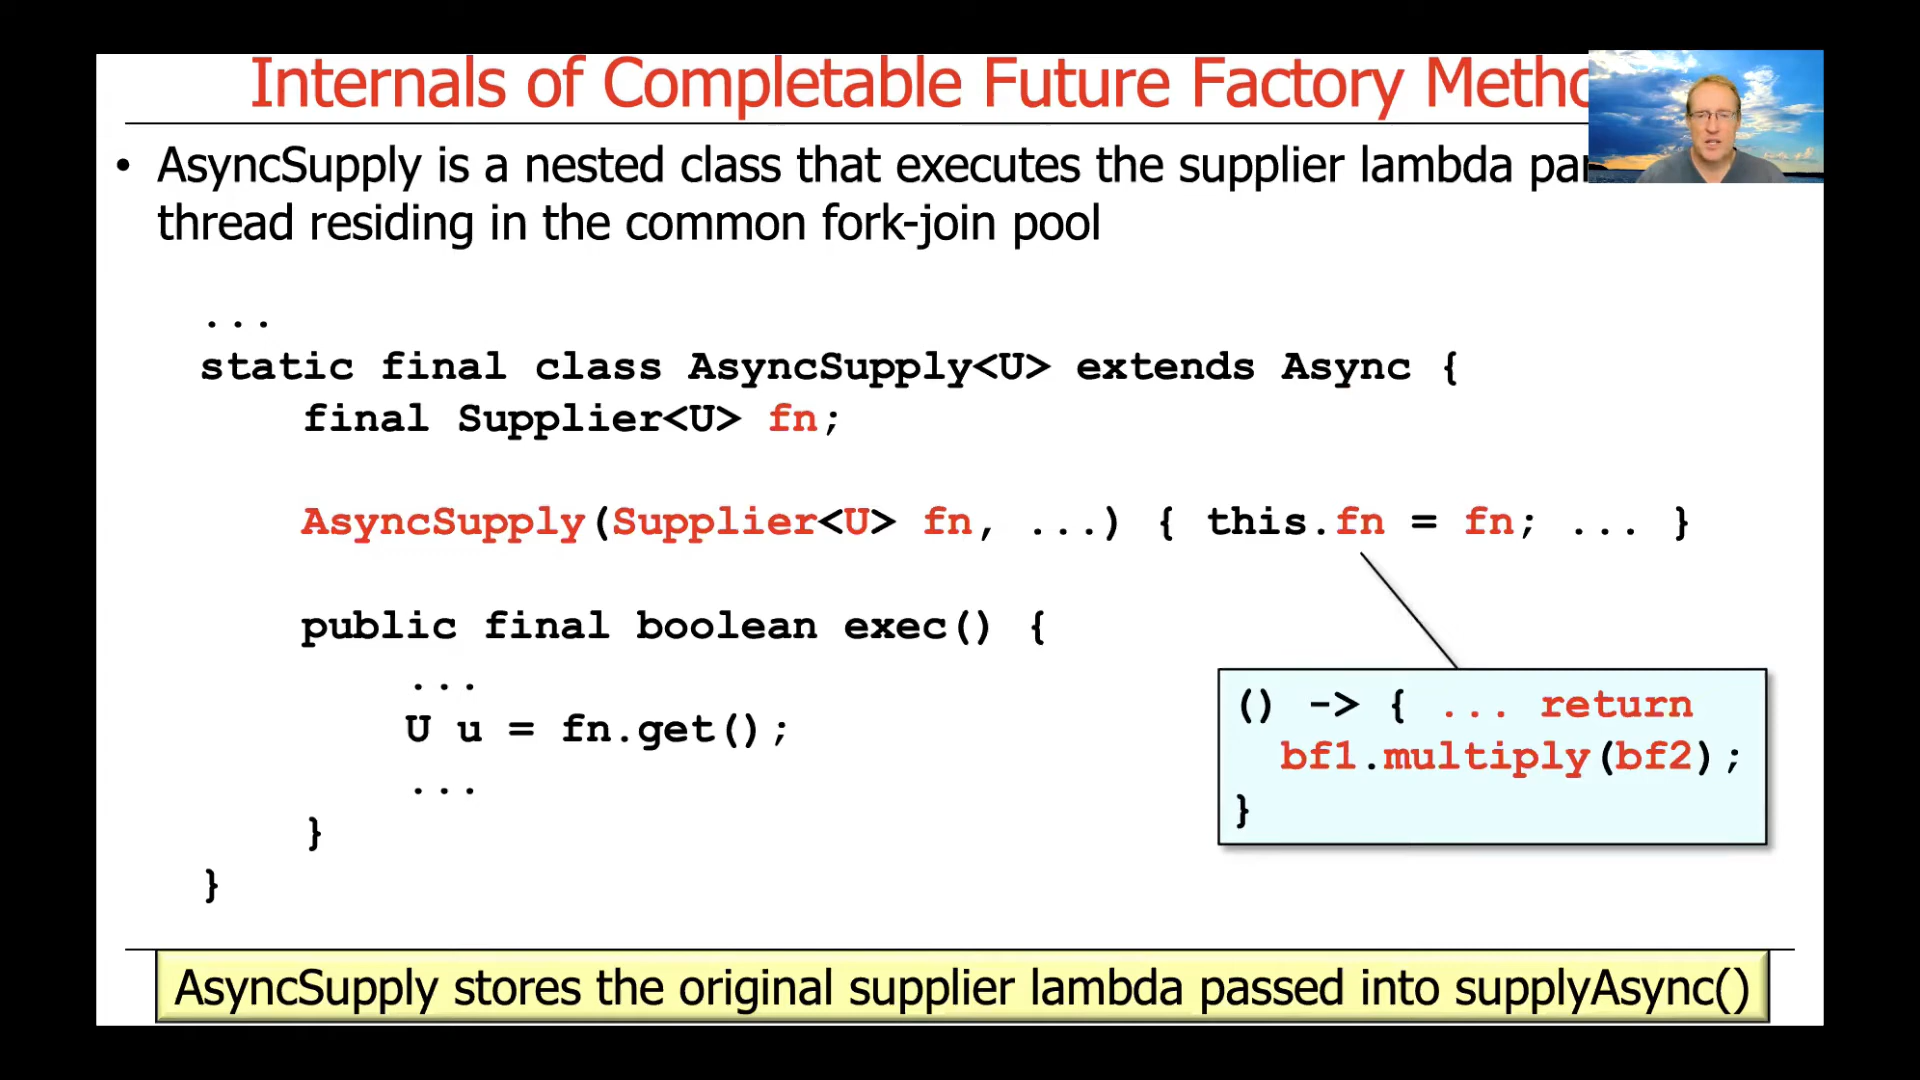 Internals of Completable Future Factory
• AsyncSupply is a nested class that executes the supplier lambda
thread residing in the common fork-join pool
...
static final class AsyncSupply<U> extends Async {
final Supplier<U> fn;
AsyncSupply(Supplier<U> fn, ...) { this.fn = fn; ... }
public final boolean exec() {
...
U u = fn.get();
...
}
}
() -> { ... return
bf1.multiply(bf2);
}
AsyncSupply stores the original supplier lambda passed into supplyAsync()